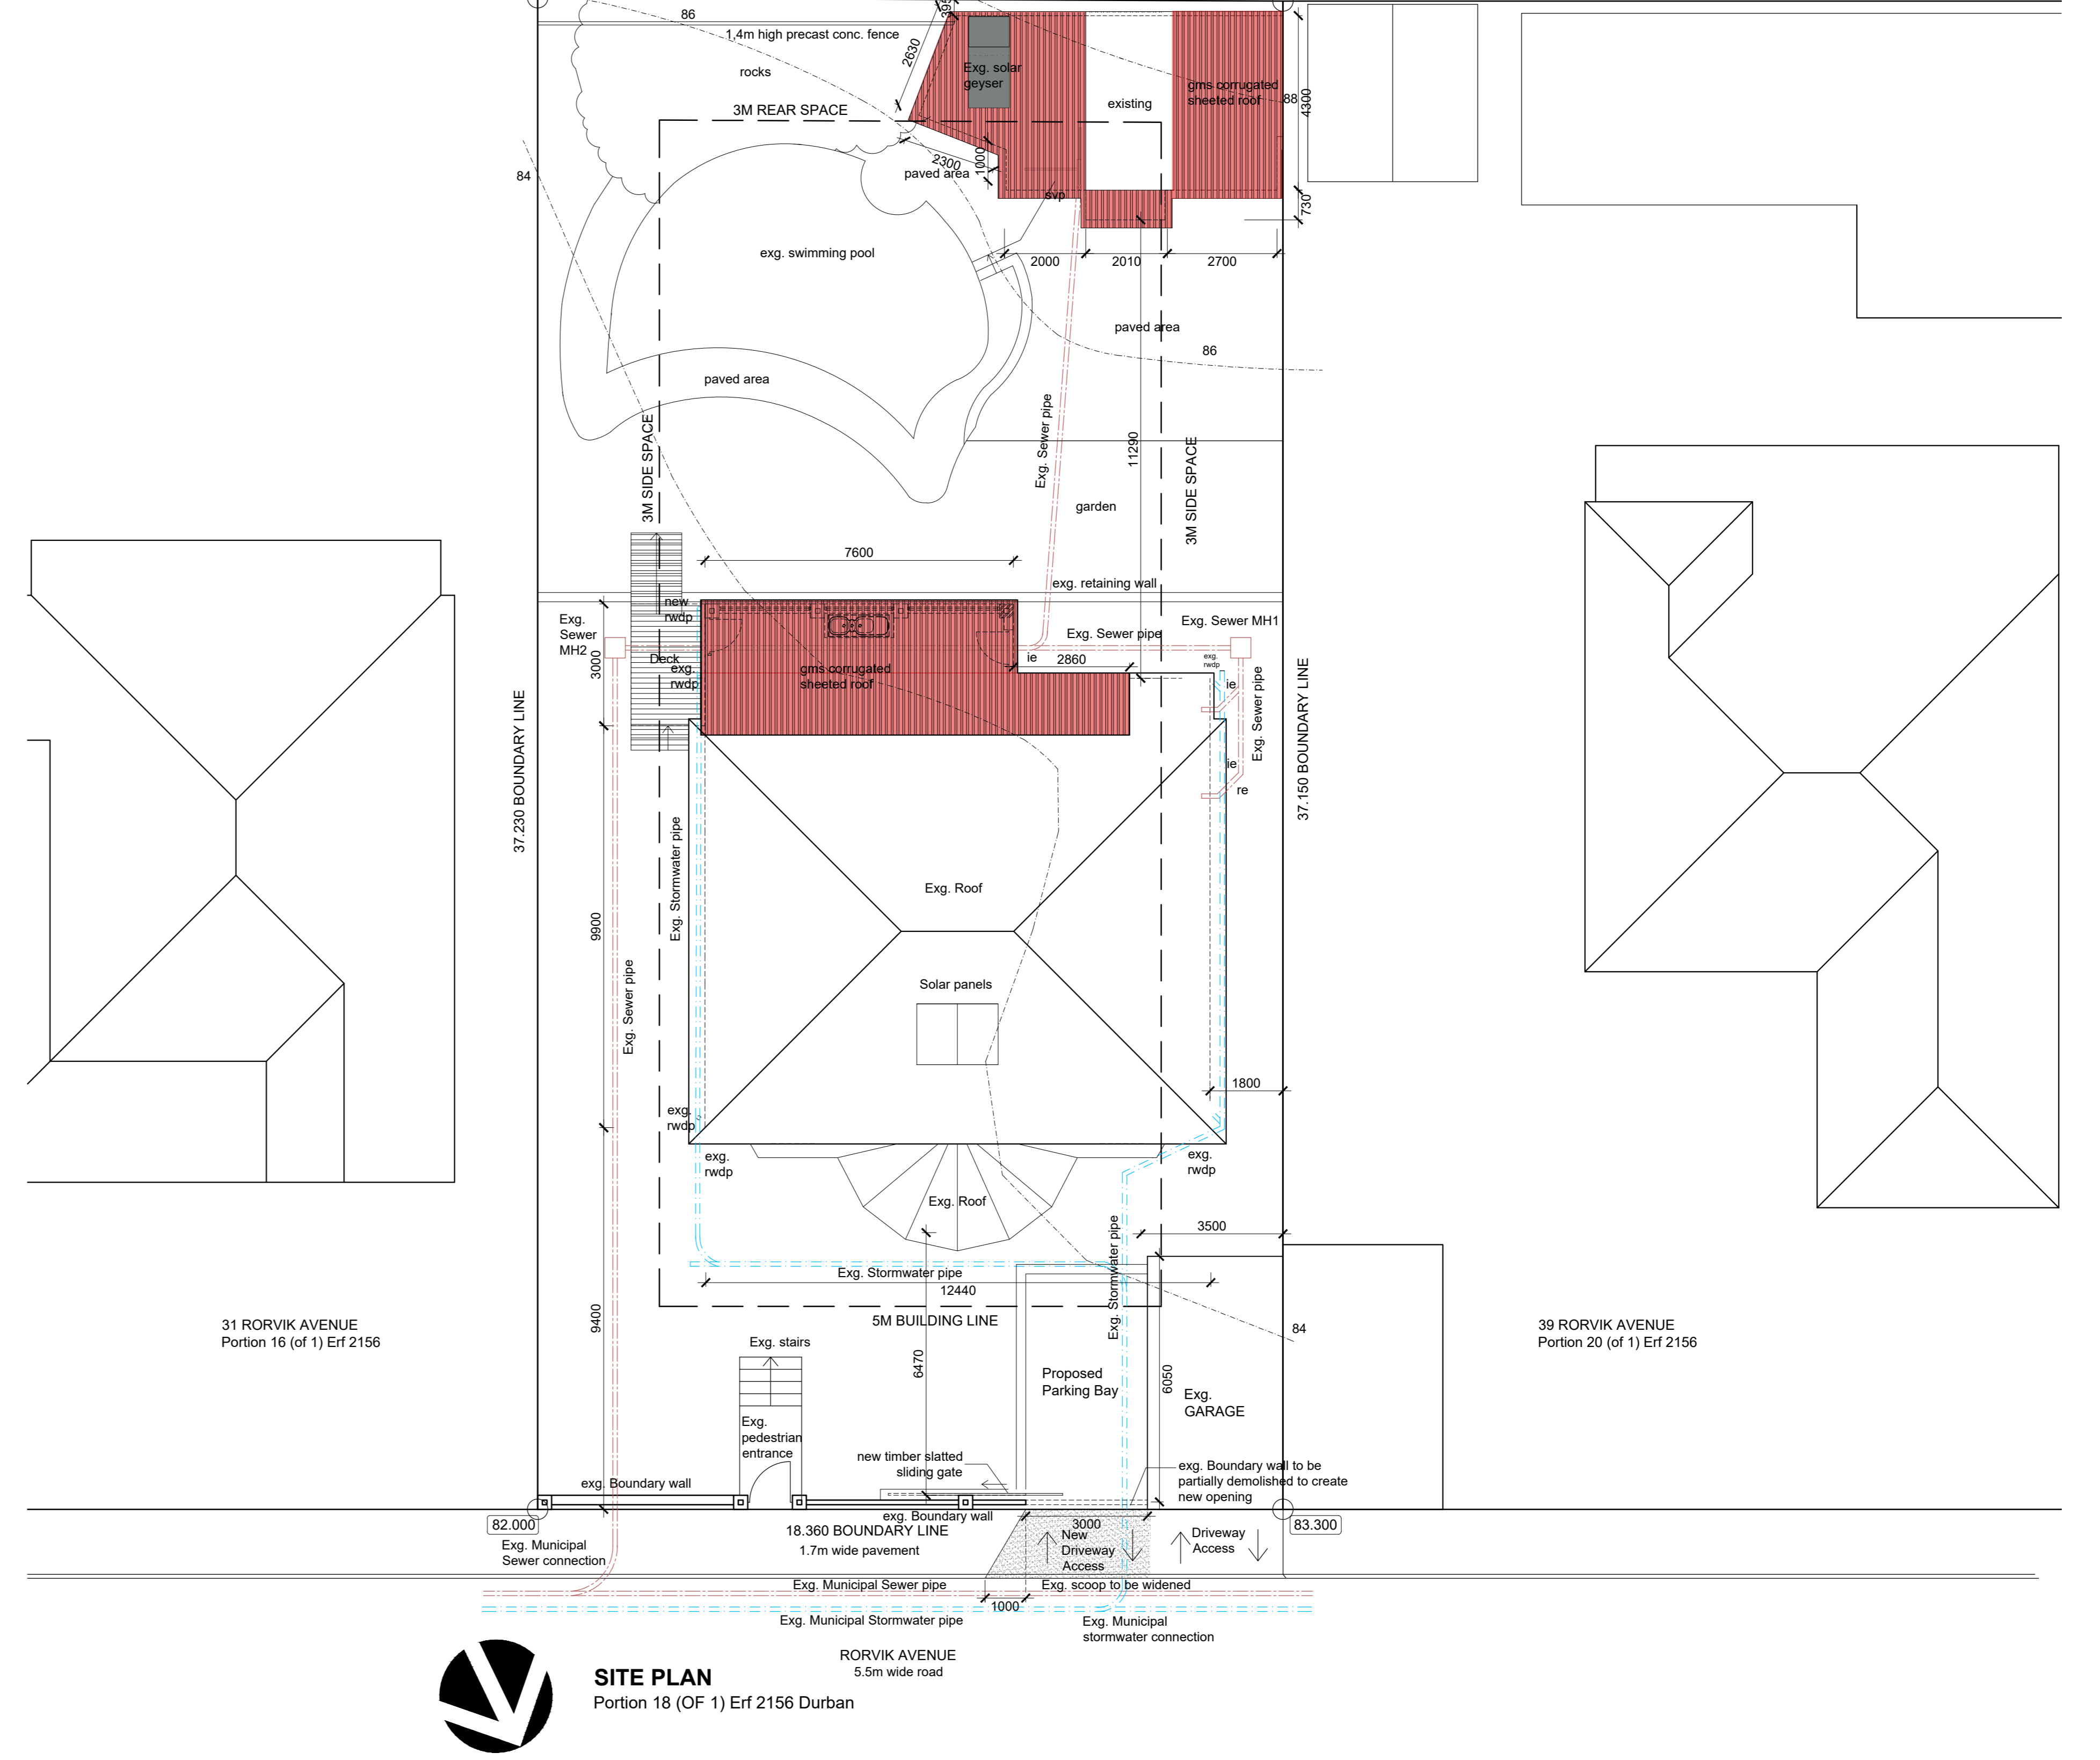 86
395
1,4m high precast conc. fence
rocks
2630
Exg. solar
geyser
existing
gms corrugated
sheeted roof
88
4300
3M REAR SPACE
84
2300
1000
paved area
svp
730
2000
2010
2700
exg. swimming pool
paved area
86
paved area
3M SIDE SPACE
Exg. Sewer pipe
11290
3M SIDE SPACE
garden
7600
exg. retaining wall
new
rwdp
Exg.
Sewer
MH2
3000
Deck
exg.
rwdp
gms corrugated
sheeted roof
ie
2860
Exg. Sewer pipe
Exg. Sewer MH1
exg.
rwdp
ie
Exg. Sewer pipe
ie
re
37.230 BOUNDARY LINE
37.150 BOUNDARY LINE
Exg. Stormwater pipe
9900
Exg. Sewer pipe
Exg. Roof
Solar panels
1800
exg.
rwdp
exg.
rwdp
exg.
rwdp
Exg. Roof
3500
Exg. Stormwater pipe
Exg. Stormwater pipe
12440
5M BUILDING LINE
84
9400
31 RORVIK AVENUE
Portion 16 (of 1) Erf 2156
39 RORVIK AVENUE
Portion 20 (of 1) Erf 2156
Exg. stairs
6470
Proposed
Parking Bay
6050
Exg.
GARAGE
Exg.
pedestrian
entrance
new timber slatted
sliding gate
exg. Boundary wall to be
partially demolished to create
new opening
exg. Boundary wall
exg. Boundary wall
82.000
18.360 BOUNDARY LINE
3000
83.300
1.7m wide pavement
New
Driveway
Access
Driveway
Access
Exg. Municipal
Sewer connection
Exg. Municipal Sewer pipe
Exg. scoop to be widened
1000
Exg. Municipal Stormwater pipe
Exg. Municipal
stormwater connection
RORVIK AVENUE
5.5m wide road
SITE PLAN
Portion 18 (OF 1) Erf 2156 Durban